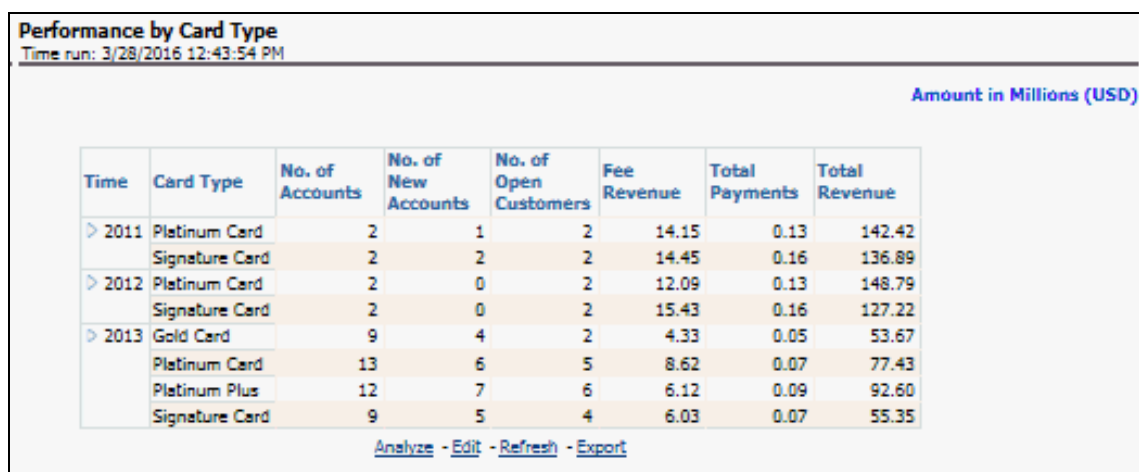 Performance by Card Type
Time run: 3/28/2016 12:43:54 PM
Amount in Millions (USD)
Time Card Type No. of Accounts No. of New Accounts No. of Open Customers Fee Revenue Total Payments Total Revenue
2011 Platinum Card 2 1 2 14.15 0.13 142.42
Signature Card 2 2 2 14.45 0.16 136.89
2012 Platinum Card 2 0 2 12.09 0.13 148.79
Signature Card 2 0 2 15.43 0.16 127.22
2013 Gold Card 9 4 2 4.33 0.05 53.67
Platinum Card 13 6 5 8.62 0.07 77.43
Platinum Plus 12 7 6 6.12 0.09 92.60
Signature Card 9 5 4 6.03 0.07 55.35
Analyze - Edit - Refresh - Export